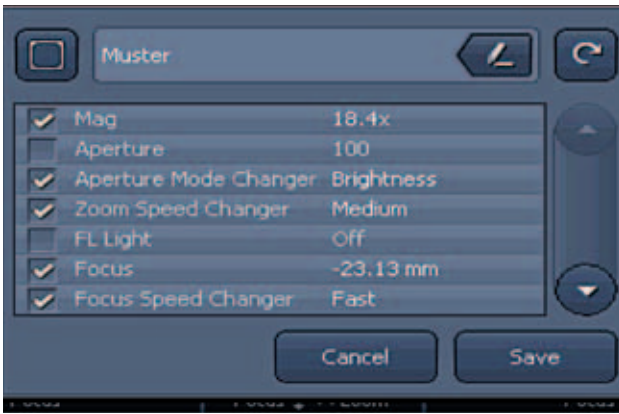 Muster
Mag 18.4x
Aperture 100
Aperture Mode Changer Brightness
Zoom Speed Changer Medium
FL Light Off
Focus -23.13 mm
Focus Speed Changer Fast
Cancel Save